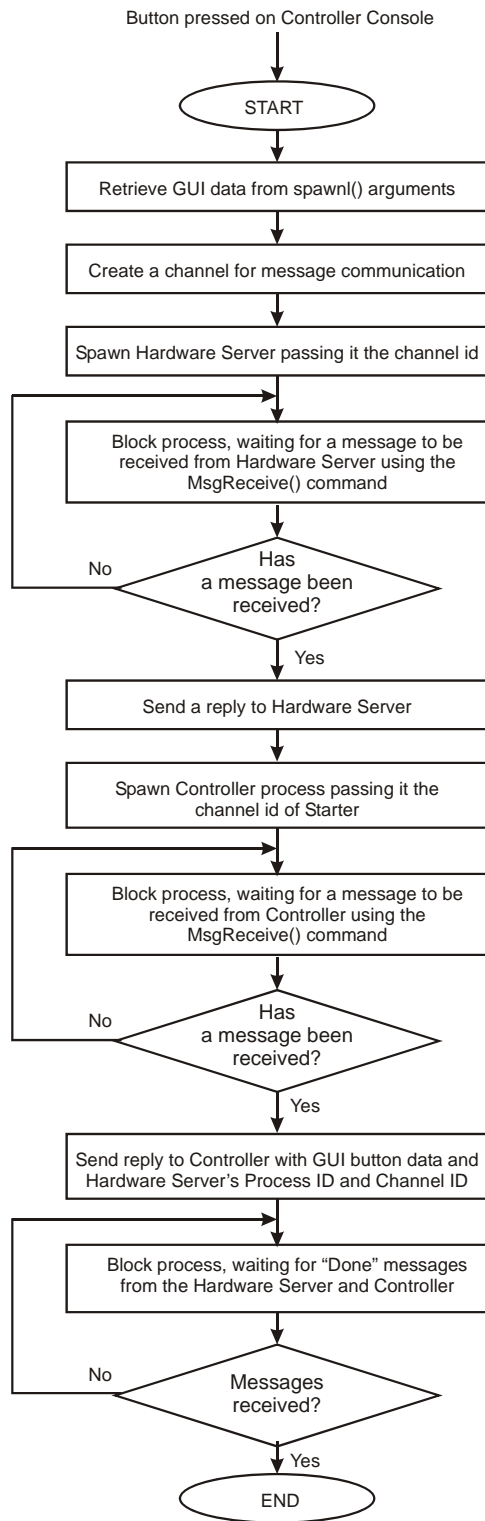 Button pressed on Controller Console
START
Retrieve GUI data from spawnl() arguments
Create a channel for message communication
Spawn Hardware Server passing it the channel id
Block process, waiting for a message to be
received from Hardware Server using the
MsgReceive() command
Has
a message been
received?
No
Yes
Send a reply to Hardware Server
Spawn Controller process passing it the
channel id of Starter
Block process, waiting for a message to be
received from Controller using the
MsgReceive() command
Has
a message been
received?
No
Yes
Send reply to Controller with GUI button data and
Hardware Server’s Process ID and Channel ID
Block process, waiting for “Done” messages
from the Hardware Server and Controller
No
Messages
received?
Yes
END